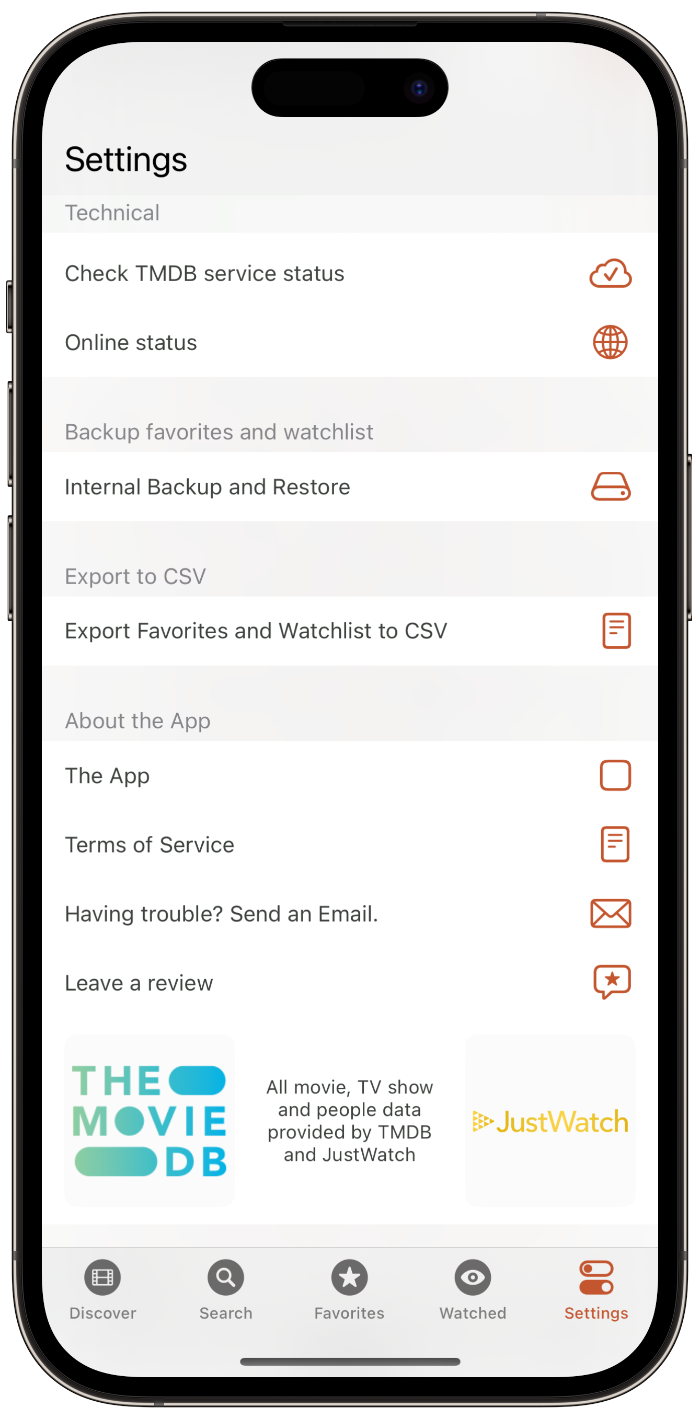 Settings
Technical
Check TMDB service status
Online status
Backup favorites and watchlist
Internal Backup and Restore
Export to CSV
Export Favorites and Watchlist to CSV
About the App
The App
Terms of Service
Having trouble? Send an Email.
Leave a review
THE
MOVIE
DB
All movie, TV show
and people data
provided by TMDB
and JustWatch
JustWatch
Discover
Search
Favorites
Watched
Settings